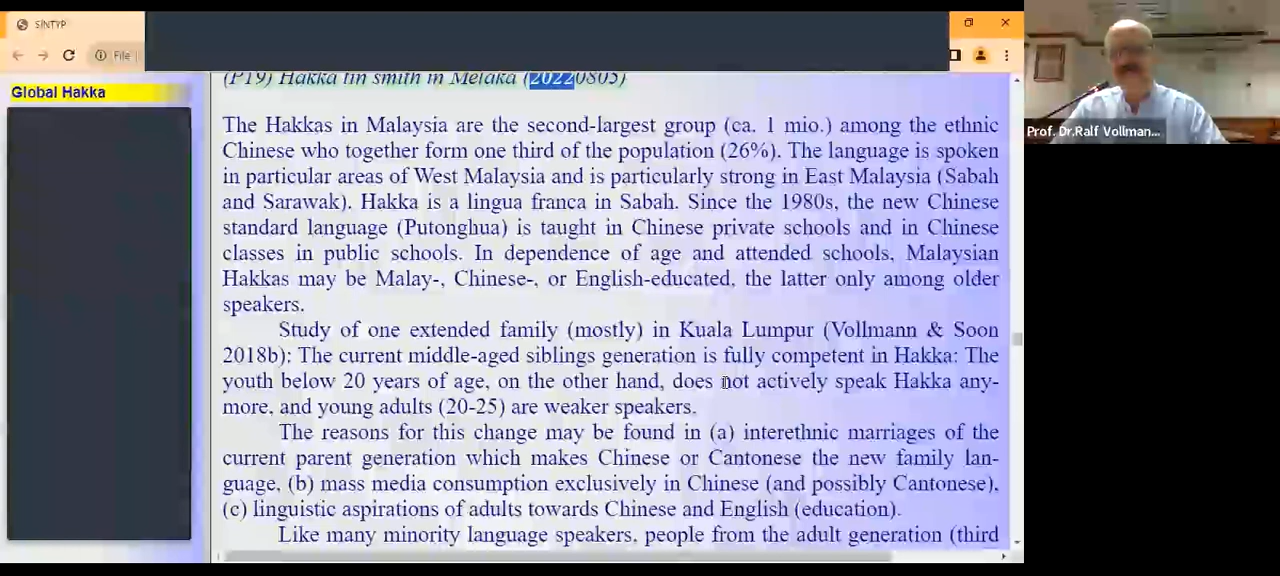 SINTYP
File
Global Hakka
(P19) Hakka tin smith in Melaka (20220805)
The Hakkas in Malaysia are the second-largest group (ca. 1 mio.) among the ethnic
Chinese who together form one third of the population (26%). The language is spoken
in particular areas of West Malaysia and is particularly strong in East Malaysia (Sabah
and Sarawak). Hakka is a lingua franca in Sabah. Since the 1980s, the new Chinese
standard language (Putonghua) is taught in Chinese private schools and in Chinese
classes in public schools. In dependence of age and attended schools, Malaysian
Hakkas may be Malay-, Chinese-, or English-educated, the latter only among older
speakers.
Study of one extended family (mostly) in Kuala Lumpur (Vollmann & Soon
2018b): The current middle-aged siblings generation is fully competent in Hakka: The
youth below 20 years of age, on the other hand, does not actively speak Hakka any-
more, and young adults (20-25) are weaker speakers.
The reasons for this change may be found in (a) interethnic marriages of the
current parent generation which makes Chinese or Cantonese the new family lan-
guage, (b) mass media consumption exclusively in Chinese (and possibly Cantonese),
(c) linguistic aspirations of adults towards Chinese and English (education).
Like many minority language speakers, people from the adult generation (third
Prof. Dr.Ralf Vollman...